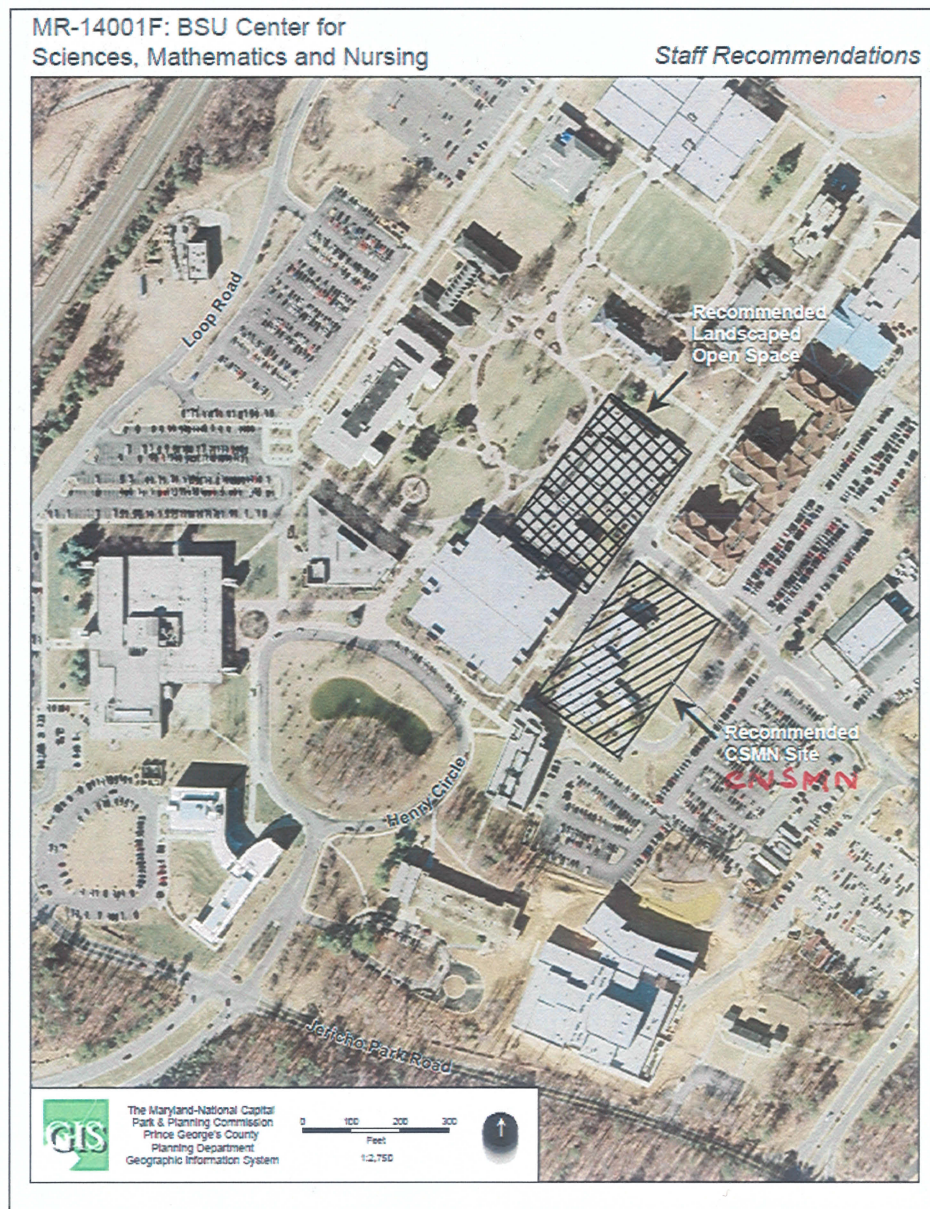 MR-14001F: BSU Center for
Sciences, Mathematics and Nursing
Staff Recommendations
Loop Road
Recommended
Landscaped
Open Space
Recommended
CSMN Site
CNSMN
Henry Circle
Jericho Park Road
GIS
The Maryland-National Capital
Park & Planning Commission
Prince George's County
Planning Department
Geographic Information System
0 100 200 300
Feet
1:2,750